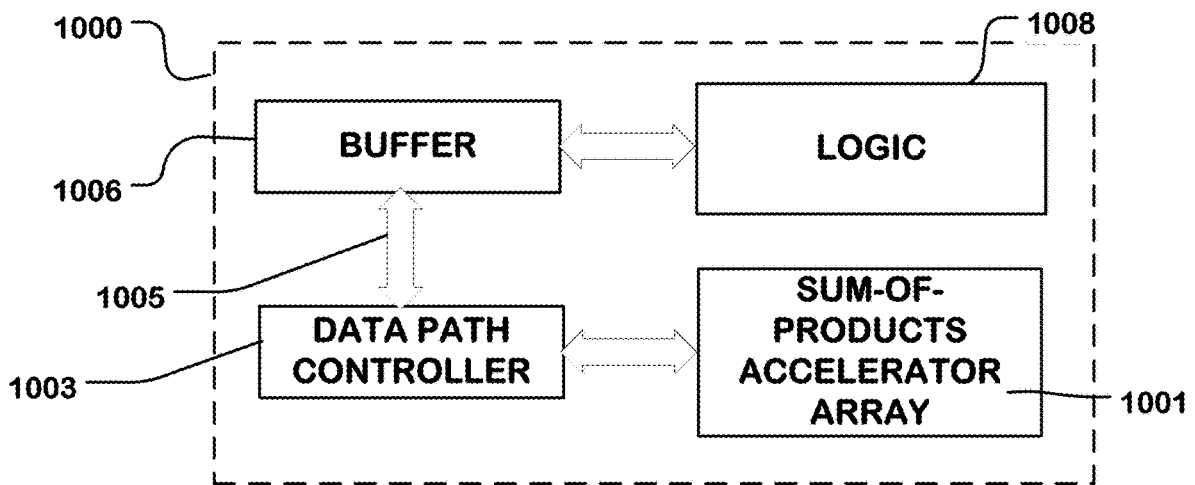 1000
1008
BUFFER
LOGIC
1006
1005
SUM-OF-
PRODUCTS
ACCELERATOR
ARRAY
DATA PATH
CONTROLLER
1003
1001